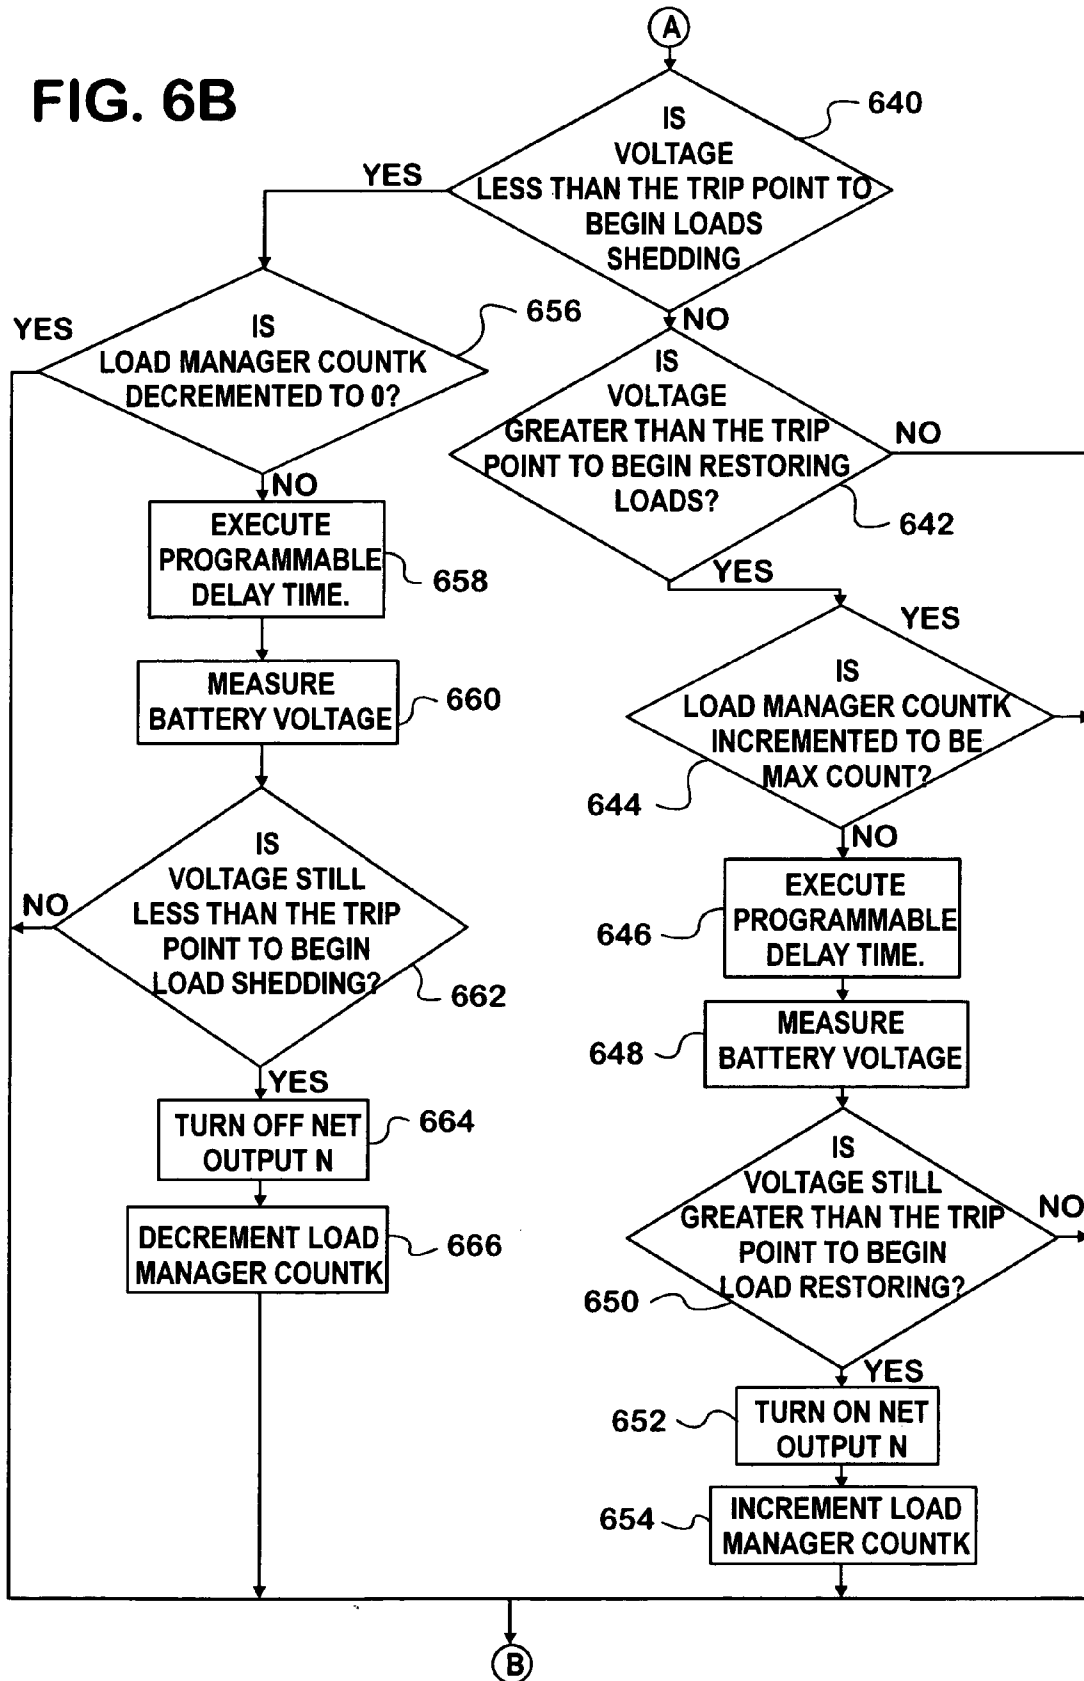 A
FIG. 6B
640
IS
VOLTAGE
LESS THAN THE TRIP POINT TO
BEGIN LOADS
SHEDDING
YES
NO
YES
IS
LOAD MANAGER COUNTK
DECREMENTED TO 0?
656
NO
EXECUTE
PROGRAMMABLE
DELAY TIME.
658
MEASURE
BATTERY VOLTAGE
660
IS
VOLTAGE STILL
LESS THAN THE TRIP
POINT TO BEGIN
LOAD SHEDDING?
NO
662
YES
TURN OFF NET
OUTPUT N
664
DECREMENT LOAD
MANAGER COUNTK
666
IS
VOLTAGE
GREATER THAN THE TRIP
POINT TO BEGIN RESTORING
LOADS?
NO
642
YES
YES
IS
LOAD MANAGER COUNTK
INCREMENTED TO BE
MAX COUNT?
644
NO
EXECUTE
PROGRAMMABLE
DELAY TIME.
646
MEASURE
BATTERY VOLTAGE
648
IS
VOLTAGE STILL
GREATER THAN THE TRIP
POINT TO BEGIN
LOAD RESTORING?
NO
650
YES
TURN ON NET
OUTPUT N
652
INCREMENT LOAD
MANAGER COUNTK
654
B